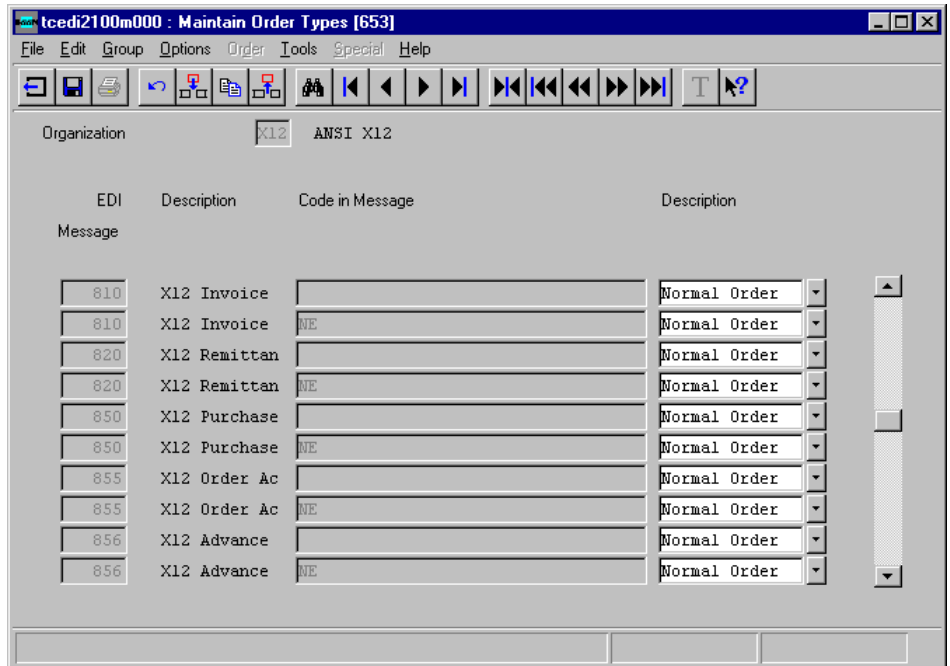 tcedi2100m000 : Maintain Order Types [653]
File Edit Group Options Order Tools Special Help
T ?
Organization X12 ANSI X12
EDI Description Code in Message Description
Message
810 X12 Invoice Normal Order
810 X12 Invoice NE Normal Order
820 X12 Remittan Normal Order
820 X12 Remittan NE Normal Order
850 X12 Purchase Normal Order
850 X12 Purchase NE Normal Order
855 X12 Order Ac Normal Order
855 X12 Order Ac NE Normal Order
856 X12 Advance Normal Order
856 X12 Advance NE Normal Order